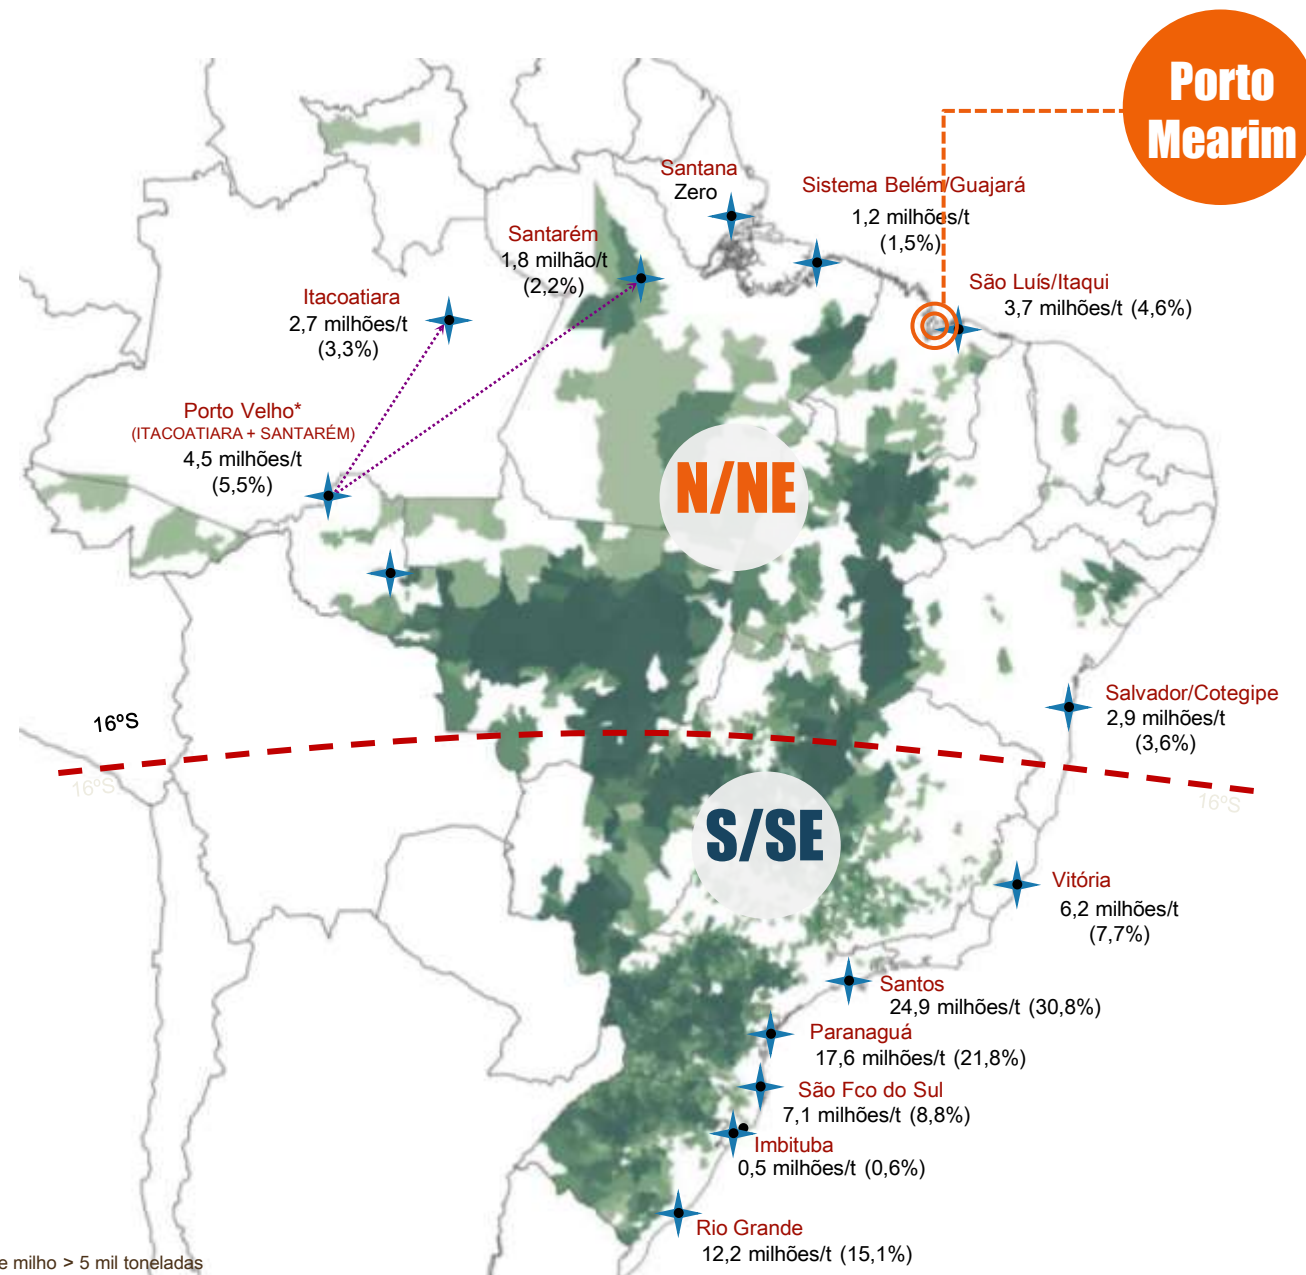 Porto
Mearim
Santana
Zero
Sistema Belém/Guajará
1,2 milhões/t
(1,5%)
Santarém
1,8 milhão/t
(2,2%)
São Luís/Itaqui
3,7 milhões/t (4,6%)
Itacoatiara
2,7 milhões/t
(3,3%)
Porto Velho*
(ITACOATIARA + SANTARÉM)
4,5 milhões/t
(5,5%)
N/NE
Salvador/Cotegipe
2,9 milhões/t
(3,6%)
16ºS
16ºS
16ºS
S/SE
Vitória
6,2 milhões/t
(7,7%)
Santos
24,9 milhões/t (30,8%)
Paranaguá
17,6 milhões/t (21,8%)
São Fco do Sul
7,1 milhões/t (8,8%)
Imbituba
0,5 milhões/t (0,6%)
Rio Grande
12,2 milhões/t (15,1%)
e milho > 5 mil toneladas